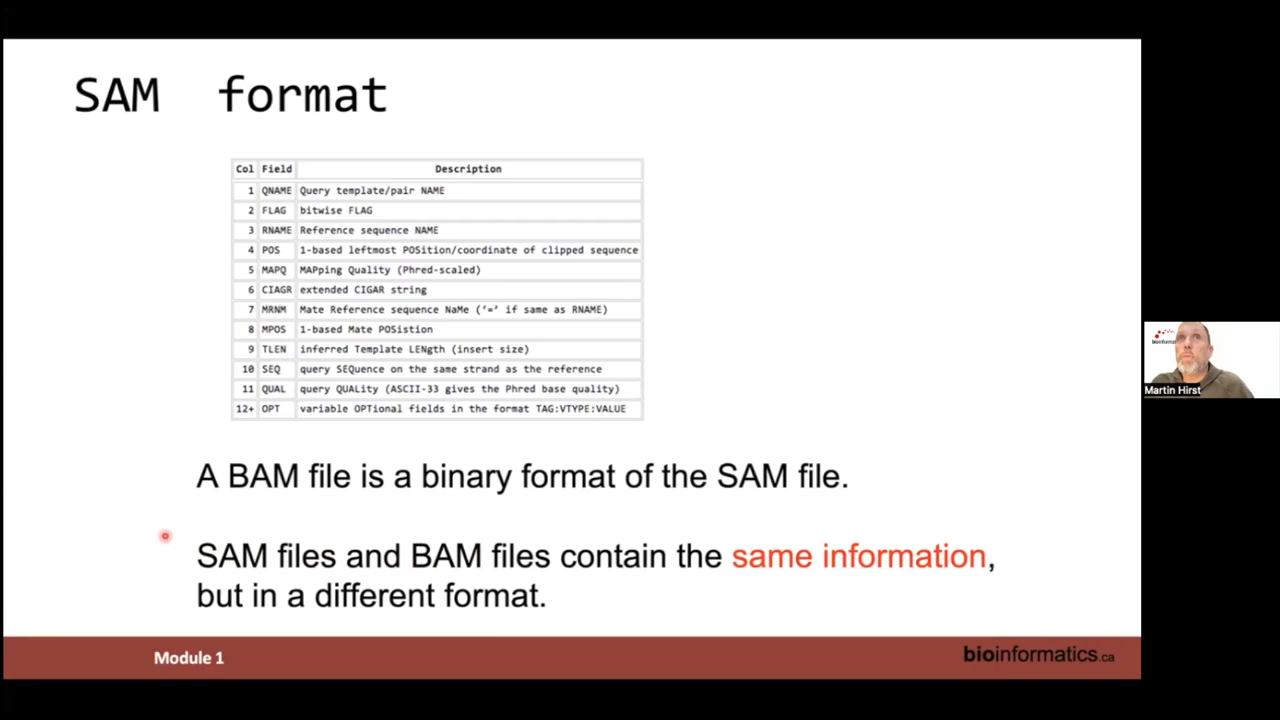 SAM format
Col Field Description
1 QNAME Query template/pair NAME
2 FLAG bitwise FLAG
3 RNAME Reference sequence NAME
4 POS 1-based leftmost POSition/coordinate of clipped sequence
5 MAPQ MAPping Quality (Phred-scaled)
6 CIAGR extended CIGAR string
7 MRNM Mate Reference sequence NaMe (‘=’ if same as RNAME)
8 MPOS 1-based Mate POSistion
9 TLEN inferred Template LENgth (insert size)
10 SEQ query SEQuence on the same strand as the reference
11 QUAL query QUALity (ASCII-33 gives the Phred base quality)
12+ OPT variable OPTional fields in the format TAG:VTYPE:VALUE
A BAM file is a binary format of the SAM file.
SAM files and BAM files contain the same information,
but in a different format.
Module 1
bioinformatics.ca
Martin Hirst